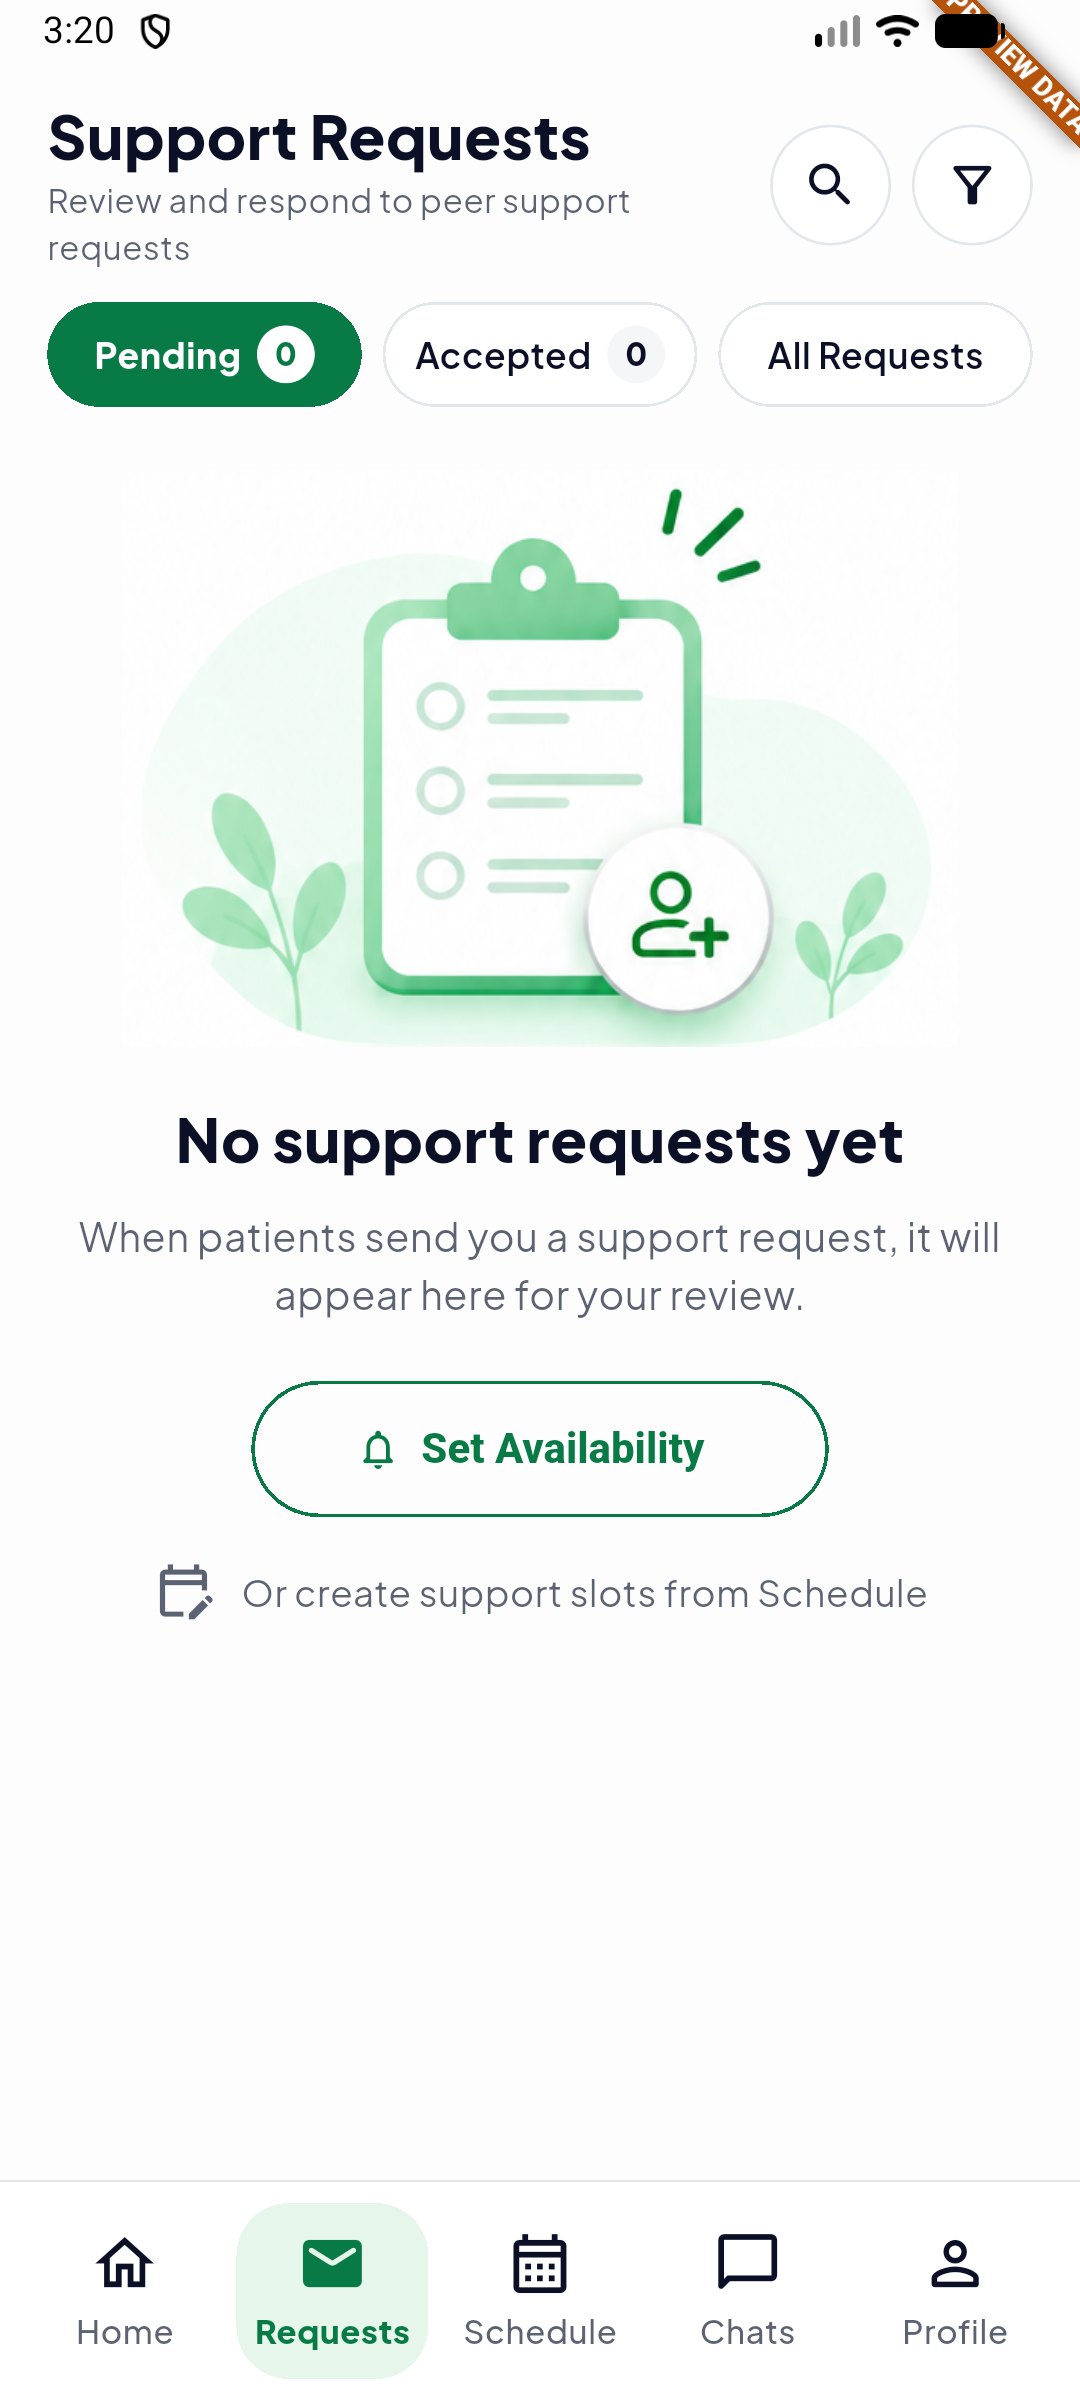 3:20
Support Requests
Review and respond to peer support
requests
Pending 0
Accepted 0
All Requests
No support requests yet
When patients send you a support request, it will
appear here for your review.
Set Availability
Or create support slots from Schedule
Home
Requests
Schedule
Chats
Profile